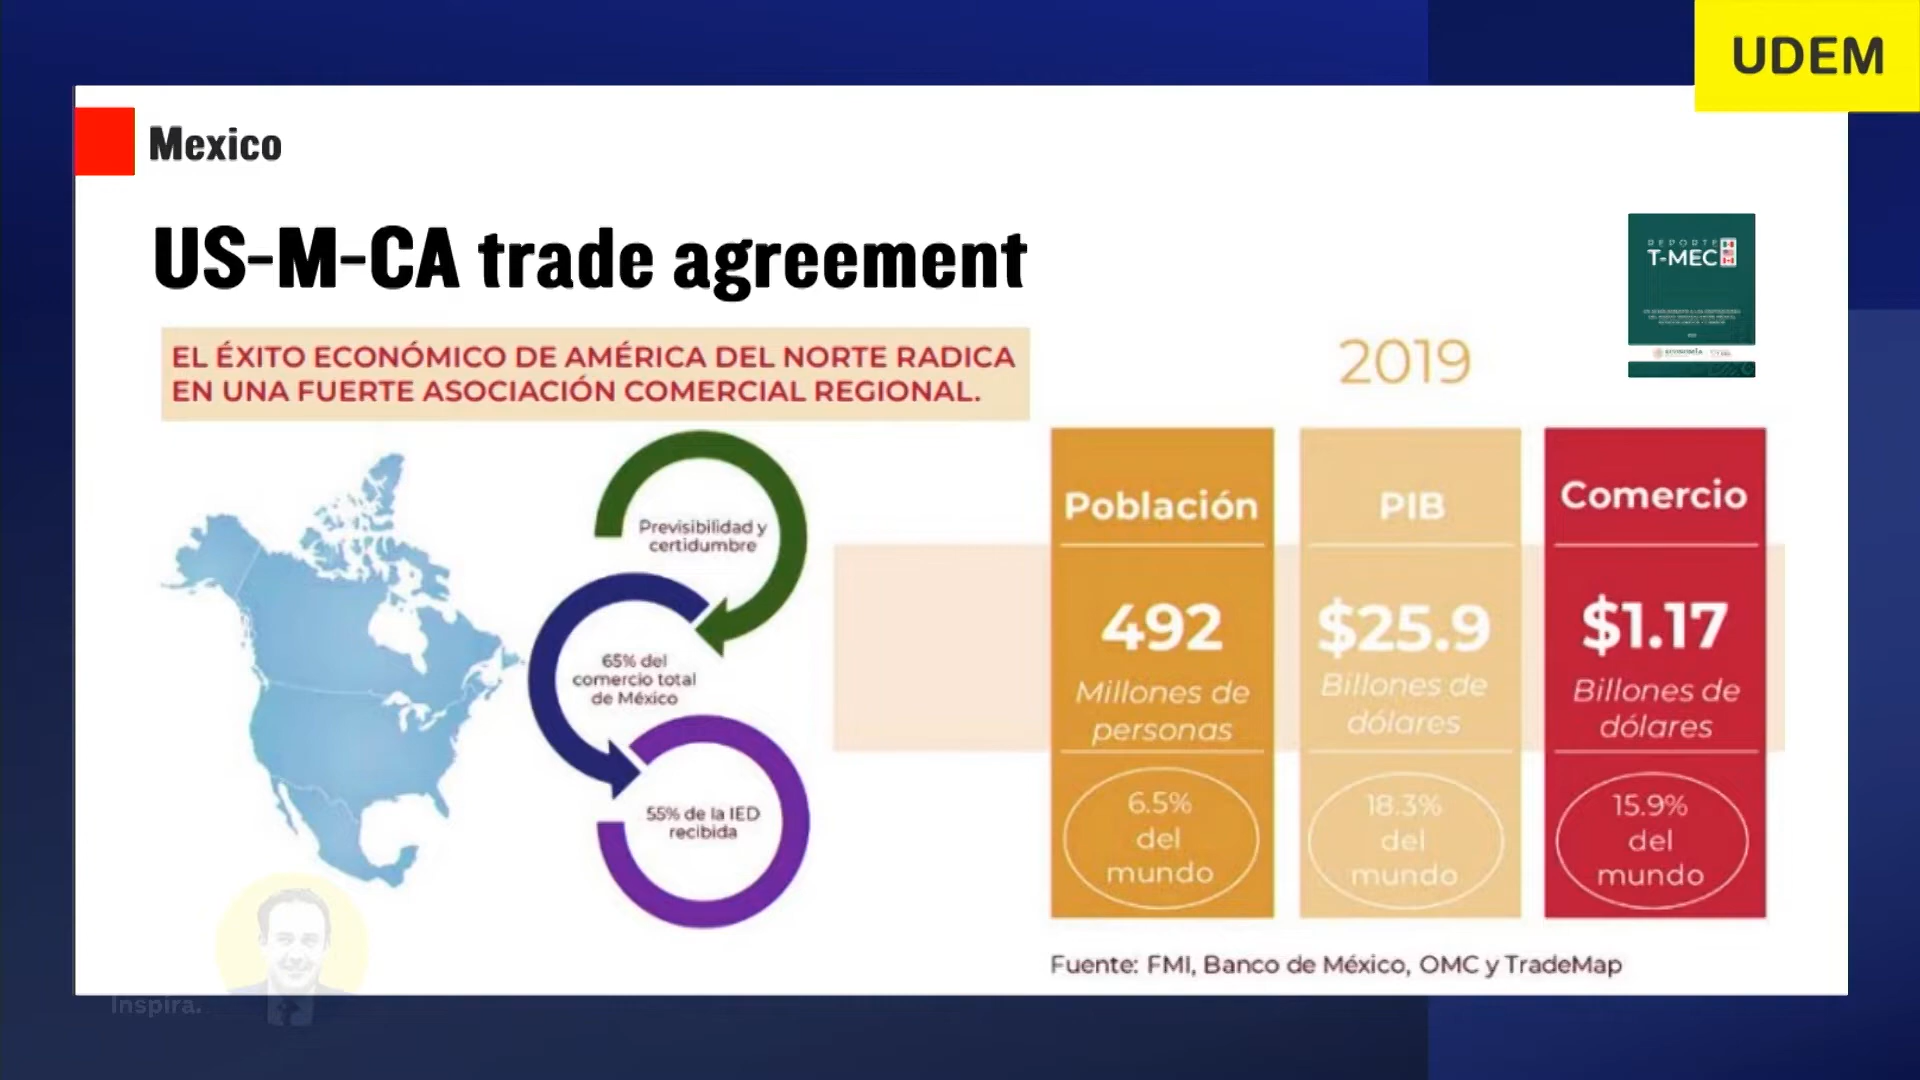 UDEM
Mexico
US-M-CA trade agreement
REPORTE
T-MEC
ECONOMÍA
EL ÉXITO ECONÓMICO DE AMÉRICA DEL NORTE RADICA
EN UNA FUERTE ASOCIACIÓN COMERCIAL REGIONAL.
Previsibilidad y
certidumbre
65% del
comercio total
de México
55% de la IED
recibida
2019
Población
492
Millones de
personas
6.5%
del
mundo
PIB
$25.9
Billones de
dólares
18.3%
del
mundo
Comercio
$1.17
Billones de
dólares
15.9%
del
mundo
Fuente: FMI, Banco de México, OMC y TradeMap
Inspira.